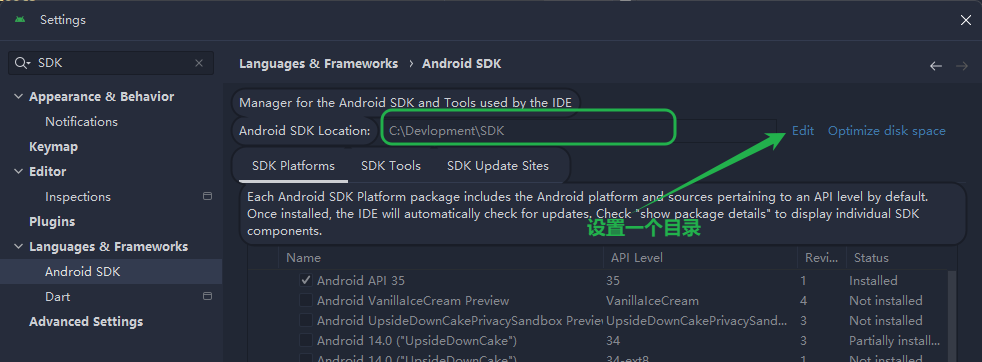 Settings
SDK
Languages & Frameworks › Android SDK
Appearance & Behavior
Notifications
Keymap
Editor
Inspections
Plugins
Languages & Frameworks
Android SDK
Dart
Advanced Settings
Manager for the Android SDK and Tools used by the IDE
Android SDK Location: C:\Devlopment\SDK Edit Optimize disk space
SDK Platforms SDK Tools SDK Update Sites
Each Android SDK Platform package includes the Android platform and sources pertaining to an API level by default.
Once installed, the IDE will automatically check for updates. Check "show package details" to display individual SDK
components.
设置一个目录
Name API Level Revi... Status
Android API 35 35 1 Installed
Android VanillaIceCream Preview VanillaIceCream 4 Not installed
Android UpsideDownCakePrivacySandbox Preview UpsideDownCakePrivacySand... 3 Not installed
Android 14.0 ("UpsideDownCake") 34 3 Partially install...
Android 14.0 ("UpsideDownCake") 34-ext8 1 Not installed